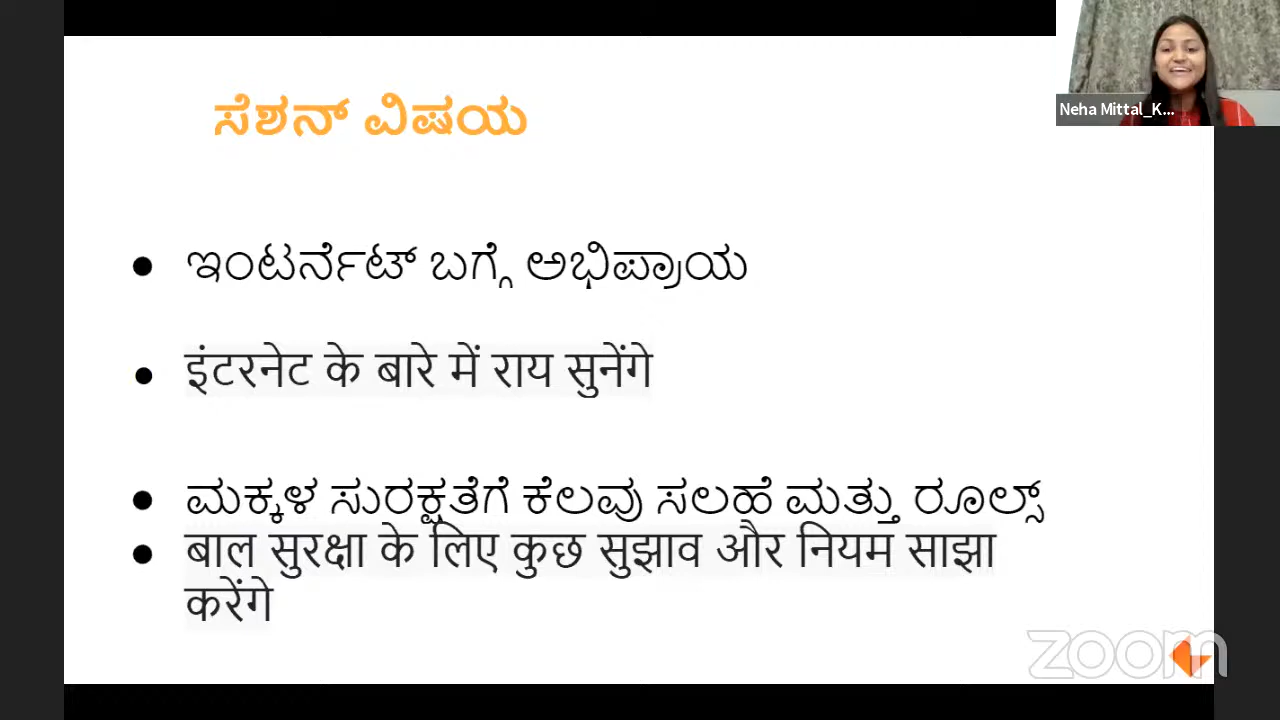 Neha Mittal_K...
ಸೆಶನ್ ವಿಷಯ
ಇಂಟರ್ನೆಟ್ ಬಗ್ಗೆ ಅಭಿಪ್ರಾಯ
इंटरनेट के बारे में राय सुनेंगे
ಮಕ್ಕಳ ಸುರಕ್ಷತೆಗೆ ಕೆಲವು ಸಲಹೆ ಮತ್ತು ರೂಲ್ಸ್
बाल सुरक्षा के लिए कुछ सुझाव और नियम साझा
करेंगे
zoom